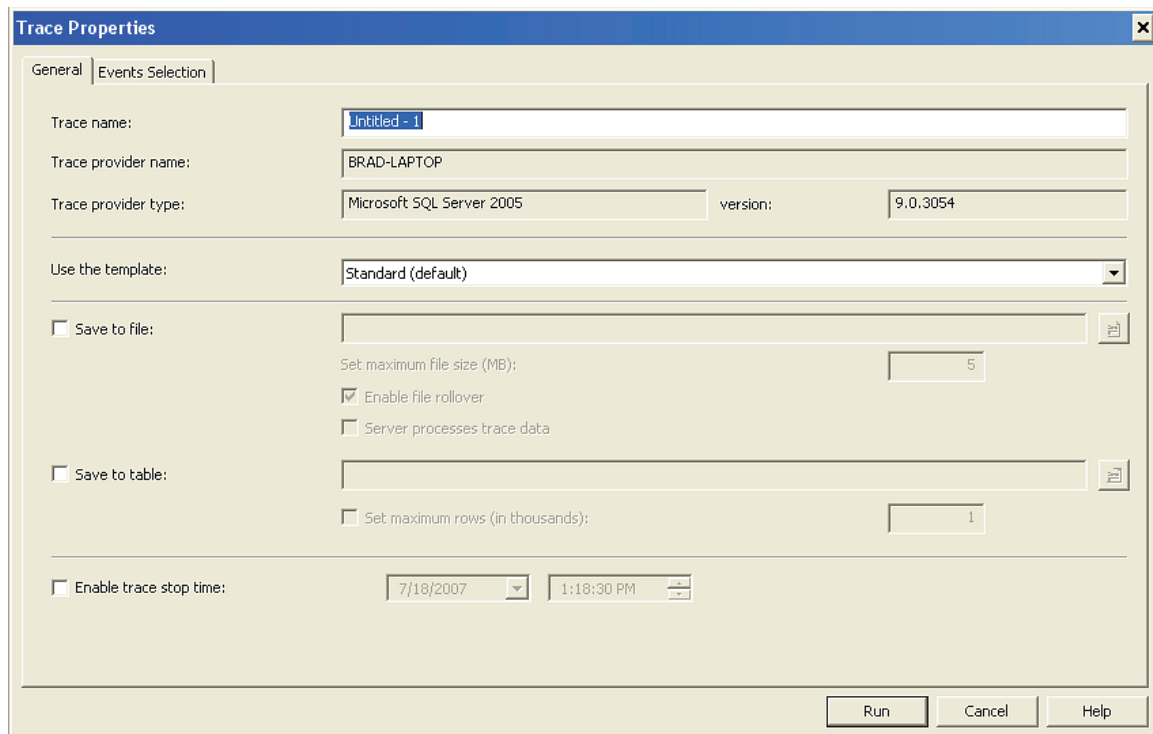 Trace Properties
General Events Selection
Trace name: Untitled - 1
Trace provider name: BRAD-LAPTOP
Trace provider type: Microsoft SQL Server 2005 version: 9.0.3054
Use the template: Standard (default)
Save to file:
Set maximum file size (MB): 5
Enable file rollover
Server processes trace data
Save to table:
Set maximum rows (in thousands): 1
Enable trace stop time: 7/18/2007 1:18:30 PM
Run Cancel Help